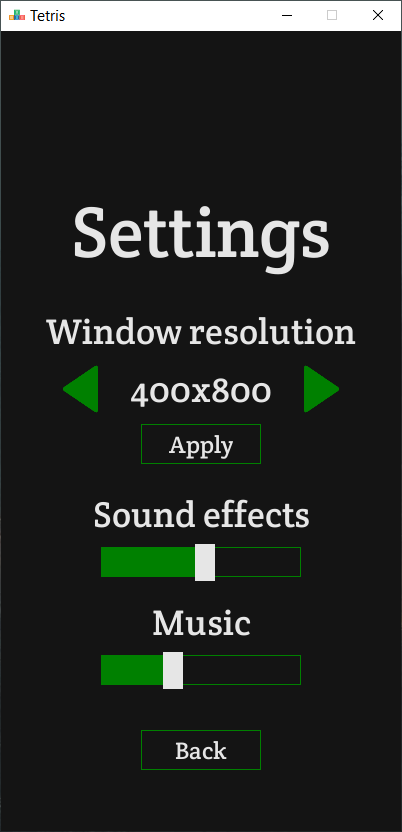 Tetris
Settings
Window resolution
400x800
Apply
Sound effects
Music
Back